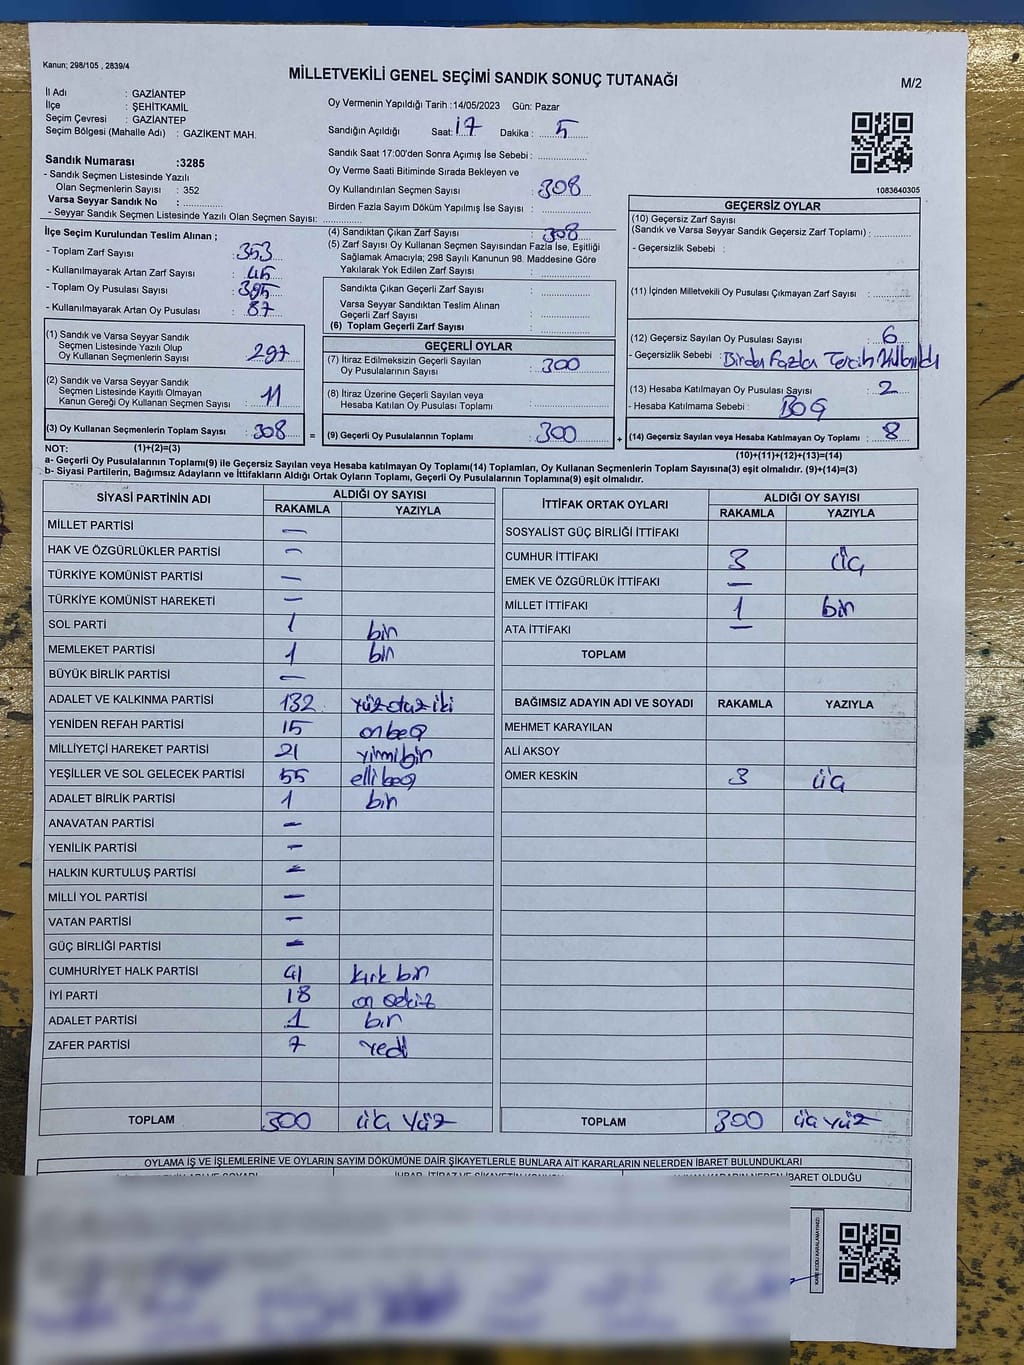 Kanun; 298/105 , 2839/4
MİLLETVEKİLİ GENEL SEÇİMİ SANDIK SONUÇ TUTANAĞI
M/2
İl Adı : GAZİANTEP
İlçe : ŞEHİTKAMİL
Seçim Çevresi : GAZİANTEP
Seçim Bölgesi (Mahalle Adı) : GAZİKENT MAH.
Sandık Numarası :3285
- Sandık Seçmen Listesinde Yazılı
Olan Seçmenlerin Sayısı : 352
Varsa Seyyar Sandık No :
- Seyyar Sandık Seçmen Listesinde Yazılı Olan Seçmen Sayısı:
Oy Vermenin Yapıldığı Tarih :14/05/2023 Gün: Pazar
Sandığın Açıldığı Saat: 17 Dakika : 5
Sandık Saat 17:00'den Sonra Açımış İse Sebebi :
Oy Verme Saati Bitiminde Sırada Bekleyen ve
Oy Kullandırılan Seçmen Sayısı : 308
Birden Fazla Sayım Döküm Yapılmış İse Sayısı :
1083640305
İlçe Seçim Kurulundan Teslim Alınan ;
- Toplam Zarf Sayısı : 353
- Kullanılmayarak Artan Zarf Sayısı : 45
- Toplam Oy Pusulası Sayısı : 395
- Kullanılmayarak Artan Oy Pusulası : 87
(4) Sandıktan Çıkan Zarf Sayısı : 308
(5) Zarf Sayısı Oy Kullanan Seçmen Sayısından Fazla İse, Eşitliği
Sağlamak Amacıyla; 298 Sayılı Kanunun 98. Maddesine Göre
Yakılarak Yok Edilen Zarf Sayısı :
Sandıkta Çıkan Geçerli Zarf Sayısı :
Varsa Seyyar Sandıktan Teslim Alınan
Geçerli Zarf Sayısı :
(6) Toplam Geçerli Zarf Sayısı :
GEÇERSİZ OYLAR
(10) Geçersiz Zarf Sayısı
(Sandık ve Varsa Seyyar Sandık Geçersiz Zarf Toplamı) :
- Geçersizlik Sebebi :
(11) İçinden Milletvekili Oy Pusulası Çıkmayan Zarf Sayısı :
(12) Geçersiz Sayılan Oy Pusulası Sayısı : 6
- Geçersizlik Sebebi : Birden Fazla Tercih Kullanıldı
(13) Hesaba Katılmayan Oy Pusulası Sayısı : 2
- Hesaba Katılmama Sebebi : BOŞ
(14) Geçersiz Sayılan veya Hesaba Katılmayan Oy Toplamı : 8
(10)+(11)+(12)+(13)=(14)
(1) Sandık ve Varsa Seyyar Sandık
Seçmen Listesinde Yazılı Olup
Oy Kullanan Seçmenlerin Sayısı : 297
(2) Sandık ve Varsa Seyyar Sandık
Seçmen Listesinde Kayıtlı Olmayan
Kanun Gereği Oy Kullanan Seçmen Sayısı : 11
(3) Oy Kullanan Seçmenlerin Toplam Sayısı : 308 =
GEÇERLİ OYLAR
(7) İtiraz Edilmeksizin Geçerli Sayılan
Oy Pusulalarının Sayısı : 300
(8) İtiraz Üzerine Geçerli Sayılan veya
Hesaba Katılan Oy Pusulası Toplamı :
(9) Geçerli Oy Pusulalarının Toplamı : 300 +
NOT: (1)+(2)=(3)
a- Geçerli Oy Pusulalarının Toplamı(9) ile Geçersiz Sayılan veya Hesaba katılmayan Oy Toplamı(14) Toplamları, Oy Kullanan Seçmenlerin Toplam Sayısına(3) eşit olmalıdır. (9)+(14)=(3)
b- Siyasi Partilerin, Bağımsız Adayların ve İttifakların Aldığı Ortak Oyların Toplamı, Geçerli Oy Pusulalarının Toplamına(9) eşit olmalıdır.
SİYASİ PARTİNİN ADI ALDIĞI OY SAYISI
RAKAMLA YAZIYLA
MİLLET PARTİSİ —
HAK VE ÖZGÜRLÜKLER PARTİSİ —
TÜRKİYE KOMÜNİST PARTİSİ —
TÜRKİYE KOMÜNİST HAREKETİ —
SOL PARTİ 1 bir
MEMLEKET PARTİSİ 1 bir
BÜYÜK BİRLİK PARTİSİ —
ADALET VE KALKINMA PARTİSİ 132 yüzotuziki
YENİDEN REFAH PARTİSİ 15 onbeş
MİLLİYETÇİ HAREKET PARTİSİ 21 yirmibir
YEŞİLLER VE SOL GELECEK PARTİSİ 55 ellibeş
ADALET BİRLİK PARTİSİ 1 bir
ANAVATAN PARTİSİ —
YENİLİK PARTİSİ —
HALKIN KURTULUŞ PARTİSİ —
MİLLİ YOL PARTİSİ —
VATAN PARTİSİ —
GÜÇ BİRLİĞİ PARTİSİ —
CUMHURİYET HALK PARTİSİ 41 kırk bir
İYİ PARTİ 18 on sekiz
ADALET PARTİSİ 1 bir
ZAFER PARTİSİ 7 yedi
TOPLAM 300 üç yüz
İTTİFAK ORTAK OYLARI ALDIĞI OY SAYISI
RAKAMLA YAZIYLA
SOSYALİST GÜÇ BİRLİĞİ İTTİFAKI
CUMHUR İTTİFAKI 3 üç
EMEK VE ÖZGÜRLÜK İTTİFAKI —
MİLLET İTTİFAKI 1 bir
ATA İTTİFAKI —
TOPLAM
BAĞIMSIZ ADAYIN ADI VE SOYADI RAKAMLA YAZIYLA
MEHMET KARAYILAN
ALİ AKSOY
ÖMER KESKİN 3 üç
TOPLAM 300 üç yüz
OYLAMA İŞ VE İŞLEMLERİNE VE OYLARIN SAYIM DÖKÜMÜNE DAİR ŞİKAYETLERLE BUNLARA AİT KARARLARIN NELERDEN İBARET BULUNDUKLARI
İBARET OLDUĞU